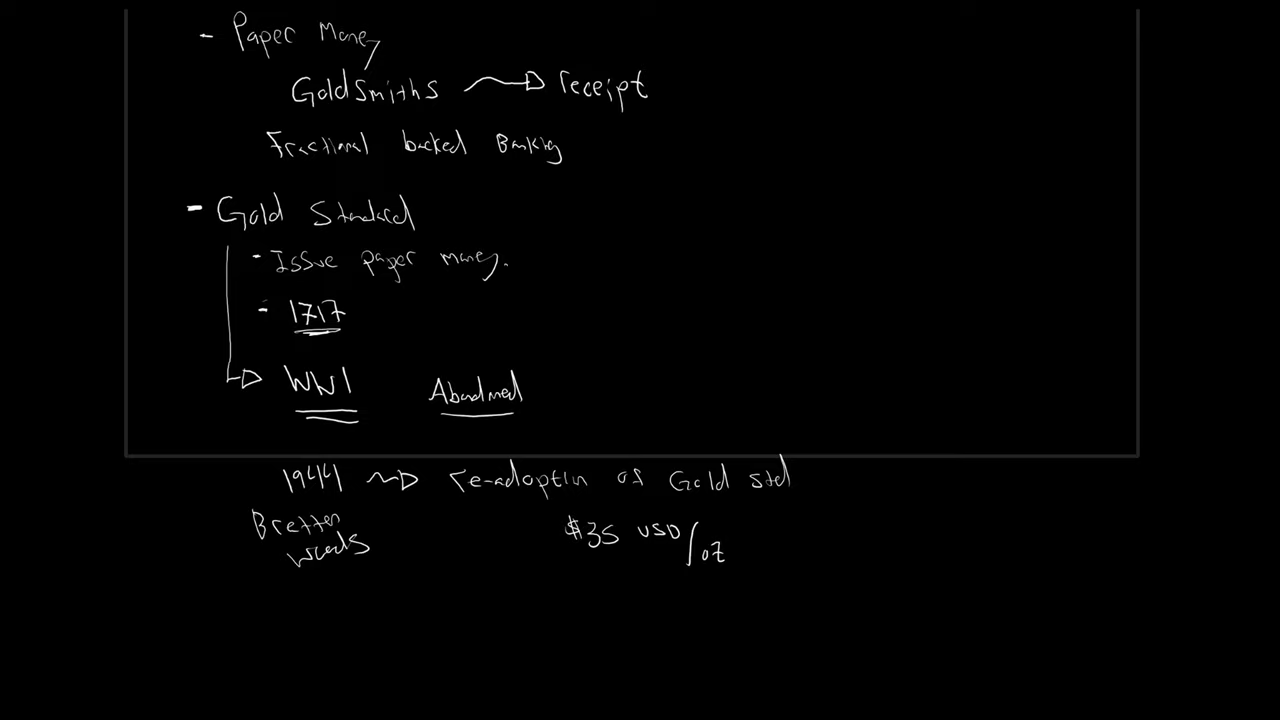 - Paper Money
Goldsmiths → receipt
Fractional backed Banking
- Gold Standard
- Issue paper money.
- 1717
→ WW1 Abandoned
1944 → re-adoption of Gold std
Bretton $35 USD/oz
Woods